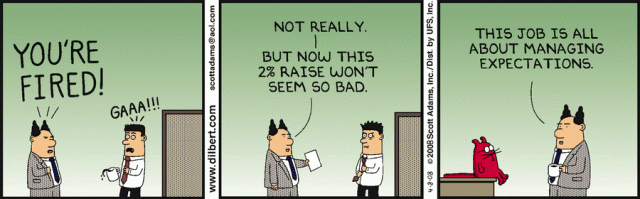 YOU'RE
FIRED!
GAAA!!!
www.dilbert.com
scottadams@aol.com
NOT REALLY.
BUT NOW THIS
2% RAISE WON'T
SEEM SO BAD.
4-3-08 ©2008 Scott Adams, Inc./Dist. by UFS, Inc.
THIS JOB IS ALL
ABOUT MANAGING
EXPECTATIONS.